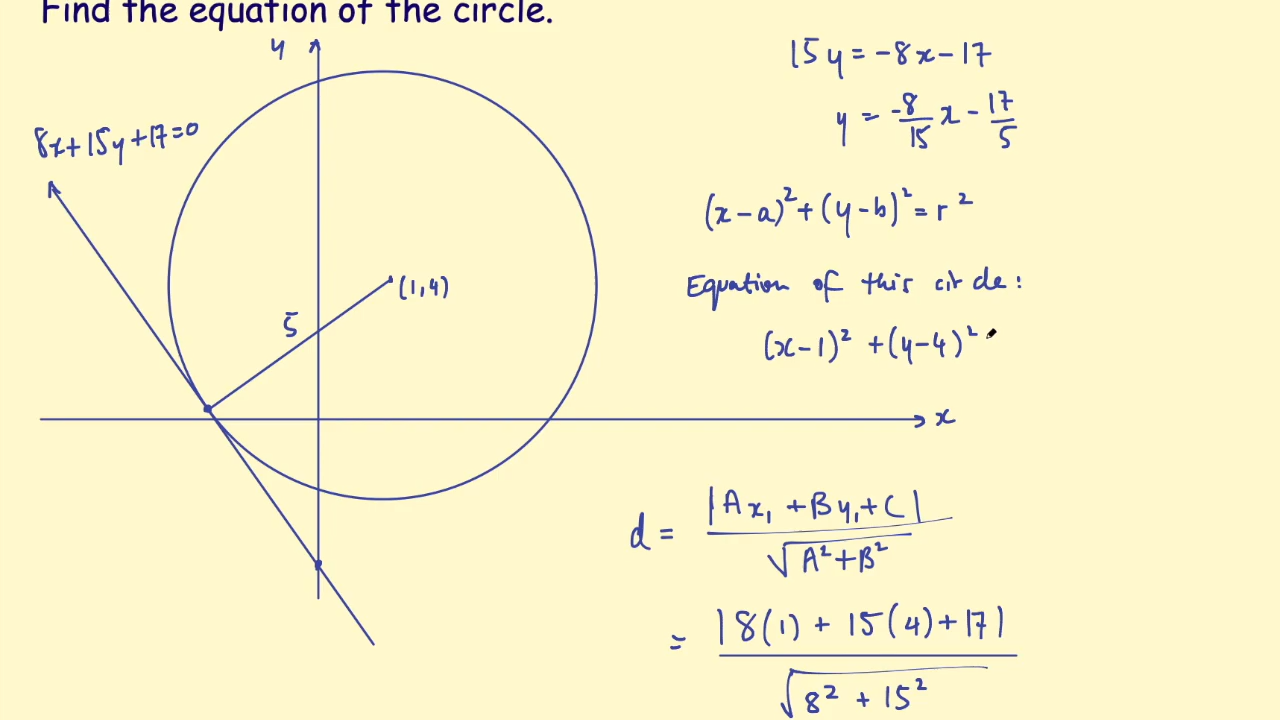 Find the equation of the circle.
y
8x+15y+17=0
(1,4)
5
x
15y = -8x - 17
y = -8/15 x - 17/5
(x-a)² + (y-b)² = r²
Equation of this circle:
(x-1)² + (y-4)²
d = |Ax₁ + By₁ + C| / √A² + B²
= |8(1) + 15(4) + 17| / √8² + 15²